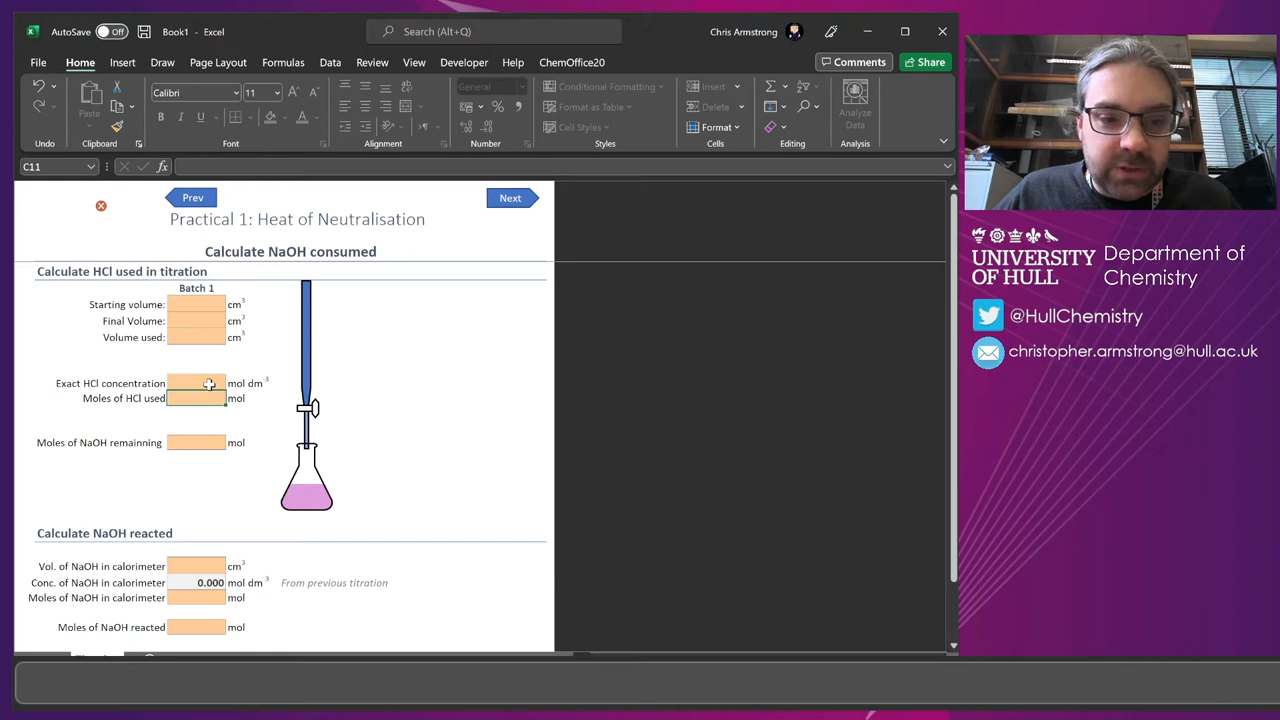 AutoSave Off Book1 - Excel Search (Alt+Q) Chris Armstrong
File Home Insert Draw Page Layout Formulas Data Review View Developer Help ChemOffice20 Comments Share
Calibri 11 A A General Conditional Formatting Insert Σ
Paste B I U A Format as Table Delete Analyze
Cell Styles Format Data
Undo Clipboard Font Alignment Number Styles Cells Editing Analysis
C11 fx
Prev Next
Practical 1: Heat of Neutralisation
Calculate NaOH consumed
Calculate HCl used in titration
Batch 1
Starting volume: cm3
Final Volume: cm3
Volume used: cm3
Exact HCl concentration mol dm-3
Moles of HCl used mol
Moles of NaOH remainning mol
Calculate NaOH reacted
Vol. of NaOH in calorimeter cm3
Conc. of NaOH in calorimeter 0.000 mol dm-3 From previous titration
Moles of NaOH in calorimeter mol
Moles of NaOH reacted mol
UNIVERSITY OF HULL
Department of Chemistry
@HullChemistry
christopher.armstrong@hull.ac.uk